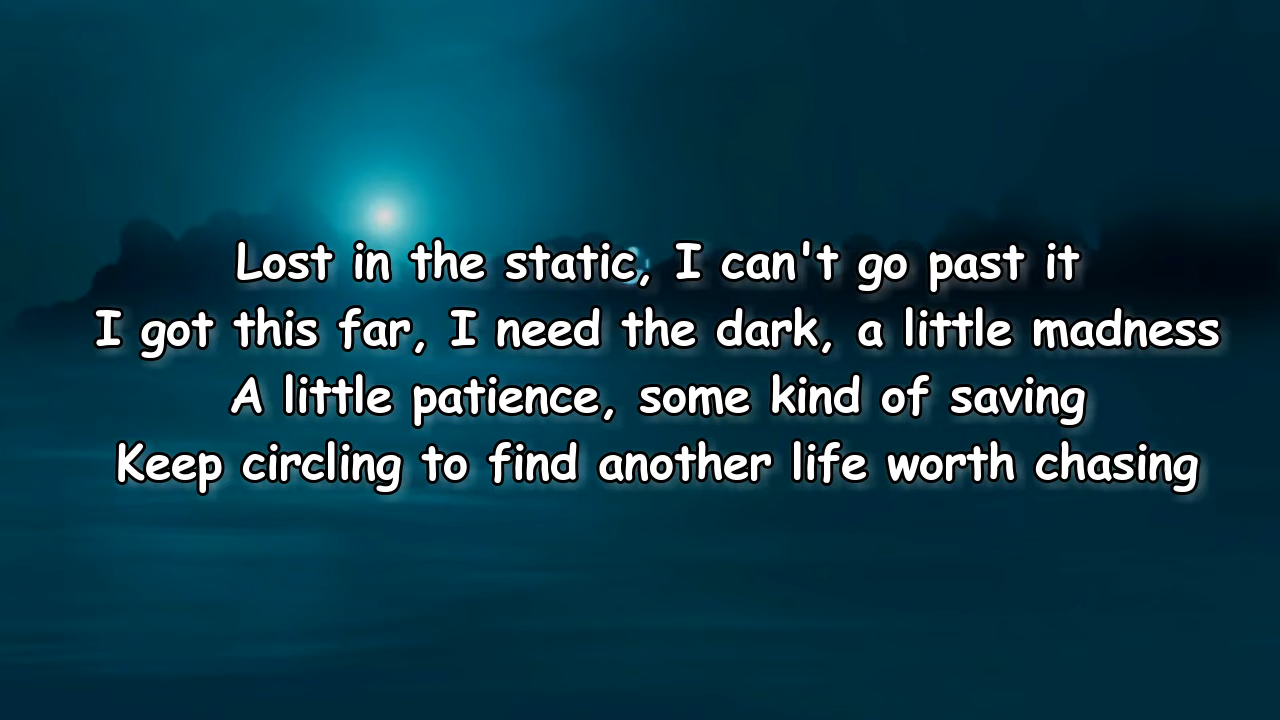 Lost in the static, I can't go past it
I got this far, I need the dark, a little madness
A little patience, some kind of saving
Keep circling to find another life worth chasing